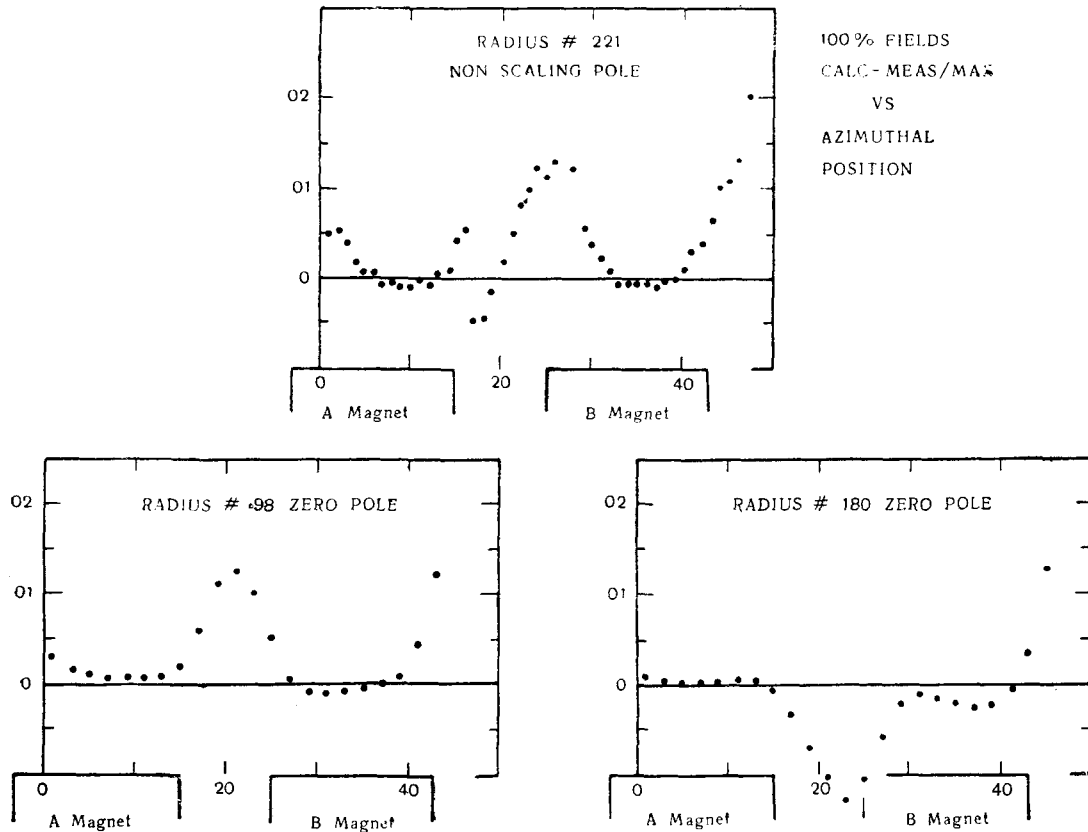 RADIUS # 221
NON SCALING POLE
100% FIELDS
CALC-MEAS/MAX
VS
AZIMUTHAL
POSITION
02
01
0
0
20
40
A Magnet
B Magnet
RADIUS # 98 ZERO POLE
02
01
0
0
20
40
A Magnet
B Magnet
RADIUS # 180 ZERO POLE
02
01
0
0
20
40
A Magnet
B Magnet